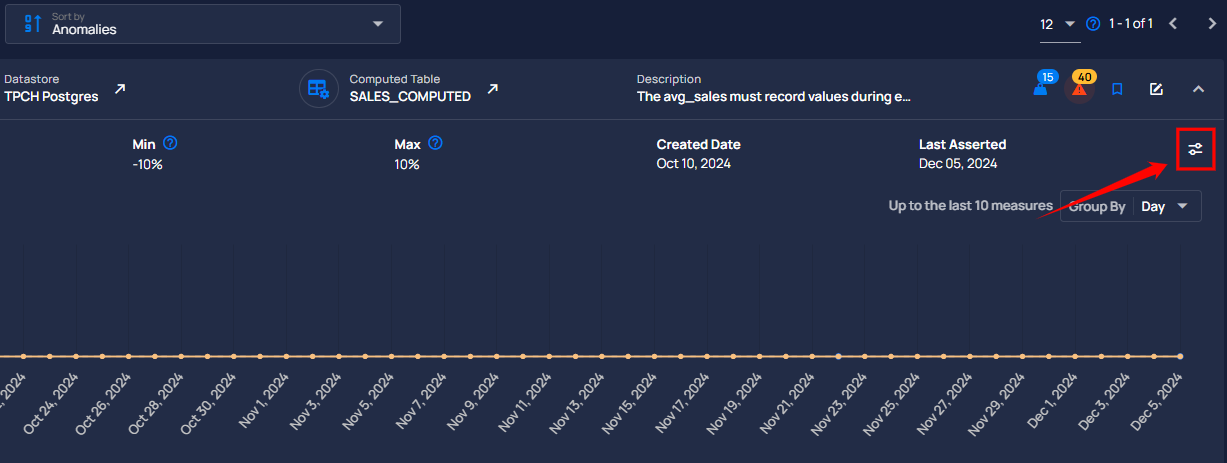 Sort by
Anomalies
12
1 - 1 of 1
Datastore
TPCH Postgres
Computed Table
SALES_COMPUTED
Description
The avg_sales must record values during e...
15
40
Min
-10%
Max
10%
Created Date
Oct 10, 2024
Last Asserted
Dec 05, 2024
Up to the last 10 measures
Group By
Day
, 2024
Oct 24, 2024
Oct 26, 2024
Oct 28, 2024
Oct 30, 2024
Nov 1, 2024
Nov 3, 2024
Nov 5, 2024
Nov 7, 2024
Nov 9, 2024
Nov 11, 2024
Nov 13, 2024
Nov 15, 2024
Nov 17, 2024
Nov 19, 2024
Nov 21, 2024
Nov 23, 2024
Nov 25, 2024
Nov 27, 2024
Nov 29, 2024
Dec 1, 2024
Dec 3, 2024
Dec 5, 2024